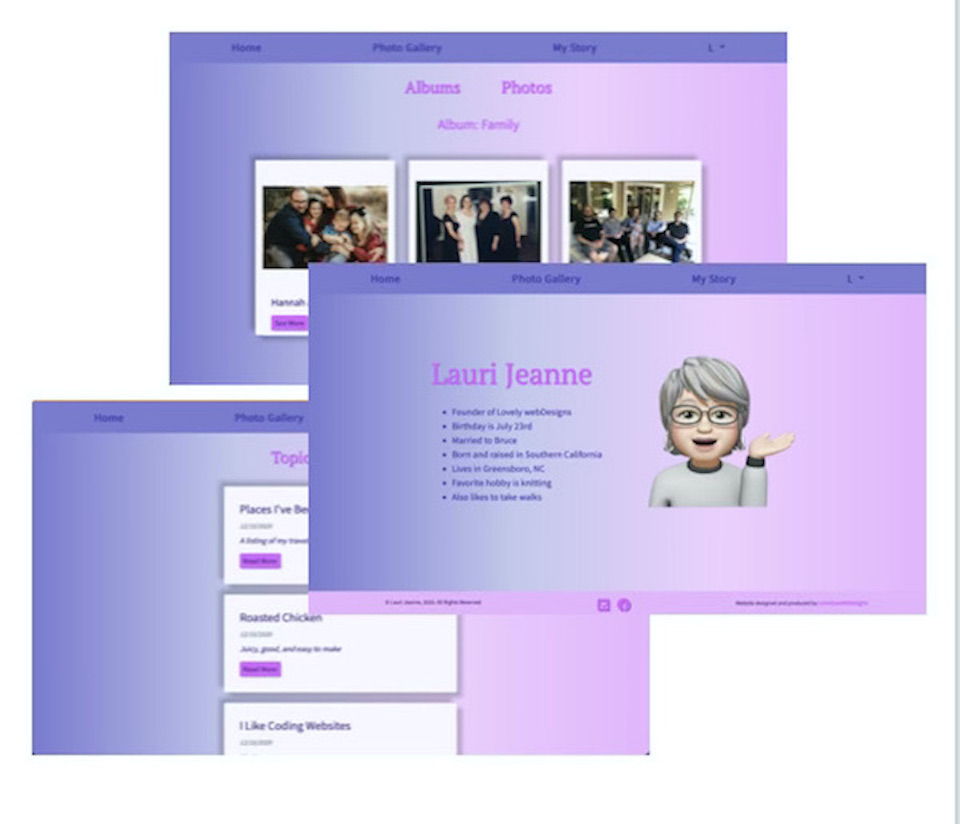 Home Photo Gallery My Story L
Albums Photos
Album: Family
Hannah
See More
Home Photo Gallery My Story L
Lauri Jeanne
Founder of Lovely webDesigns
Birthday is July 23rd
Married to Bruce
Born and raised in Southern California
Lives in Greensboro, NC
Favorite hobby is knitting
Also likes to take walks
© Lauri Jeanne, 2020. All Rights Reserved
Website designed and produced by
Home Photo Gallery
Topic
Places I've Be
A listing of my travel
Read More
Roasted Chicken
Juicy, good, and easy to make
Read More
I Like Coding Websites